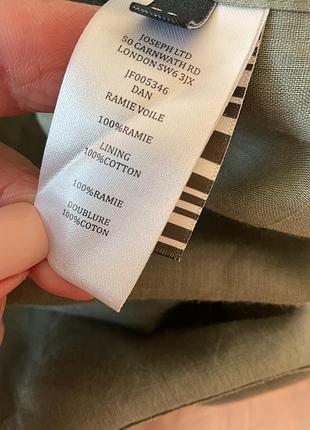 JOSEPH LTD
50 CARNWATH RD
LONDON SW6 3JX
JF005346
DAN
RAMIE VOILE
100%RAMIE
LINING
100%COTTON
100%RAMIE
DOUBLURE
100%COTON